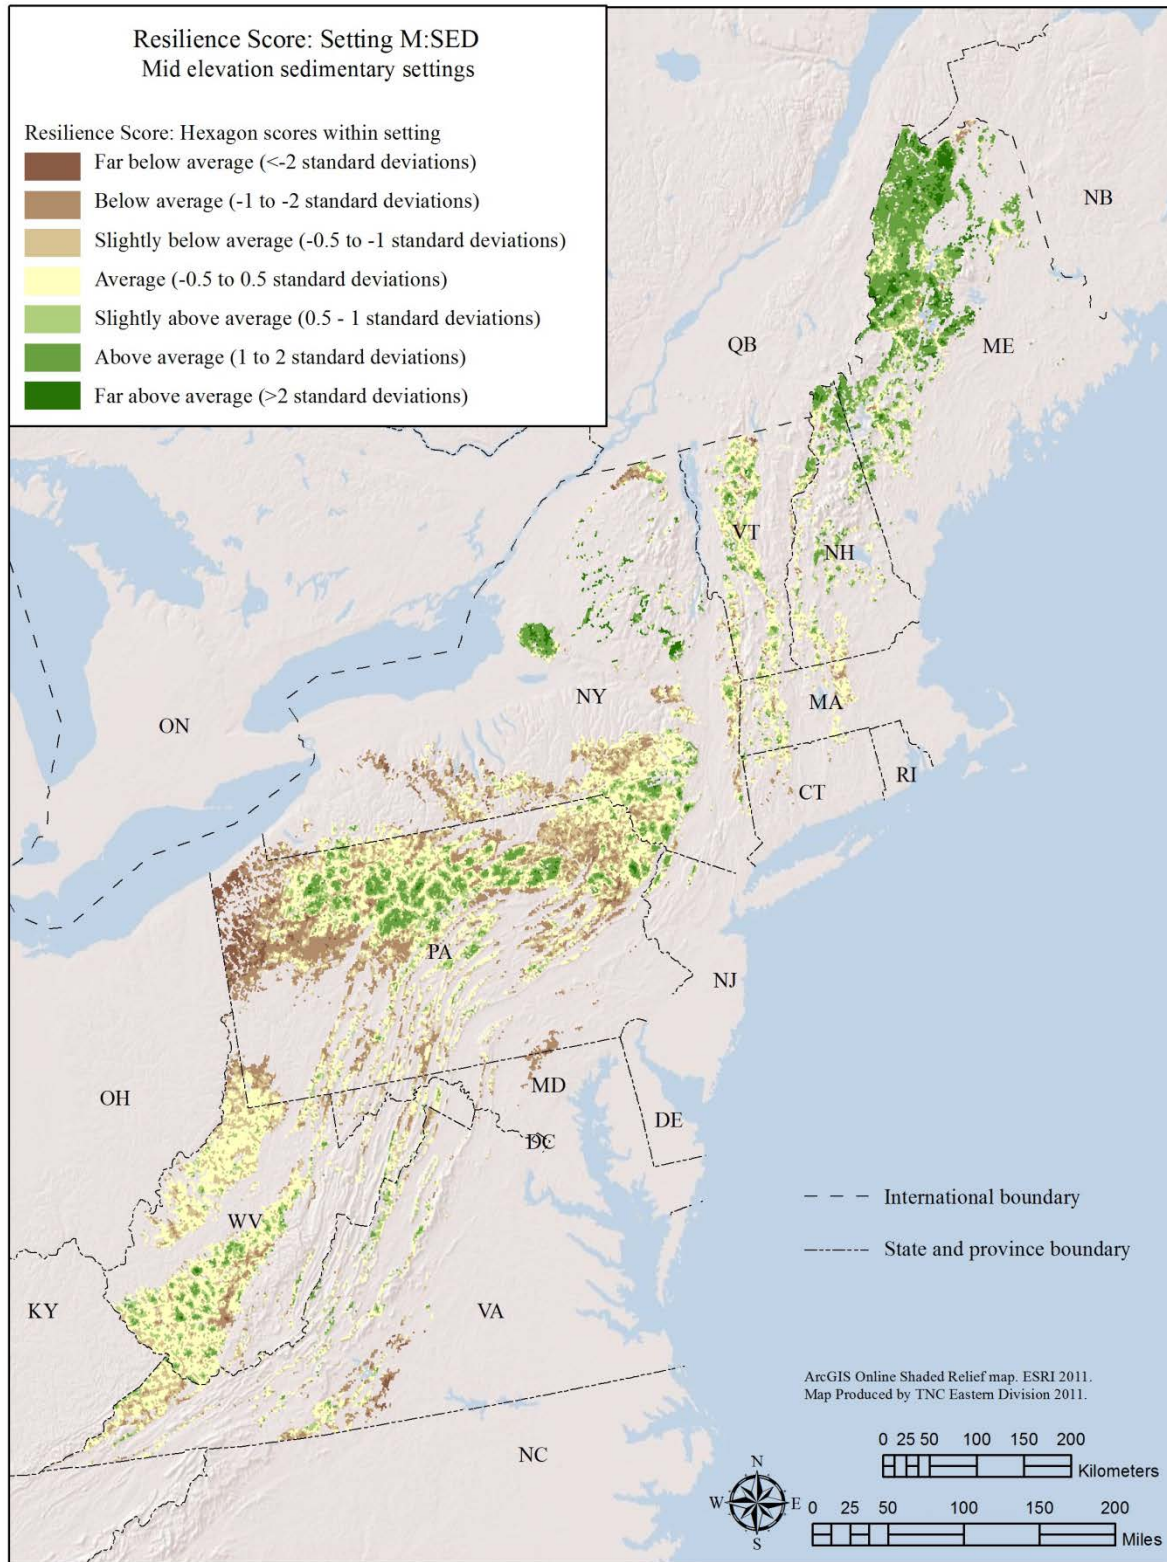 Resilience Score: Setting M:SED
Mid elevation sedimentary settings
Resilience Score: Hexagon scores within setting
Far below average (<-2 standard deviations)
Below average (-1 to -2 standard deviations)
Slightly below average (-0.5 to -1 standard deviations)
Average (-0.5 to 0.5 standard deviations)
Slightly above average (0.5 - 1 standard deviations)
Above average (1 to 2 standard deviations)
Far above average (>2 standard deviations)
NB
QB
ME
VT
NH
NY
MA
ON
RI
CT
PA
NJ
OH
MD
DE
DC
WV
KY
VA
NC
International boundary
State and province boundary
ArcGIS Online Shaded Relief map. ESRI 2011.
Map Produced by TNC Eastern Division 2011.
0 25 50 100 150 200
Kilometers
N
W E
S
0 25 50 100 150 200
Miles